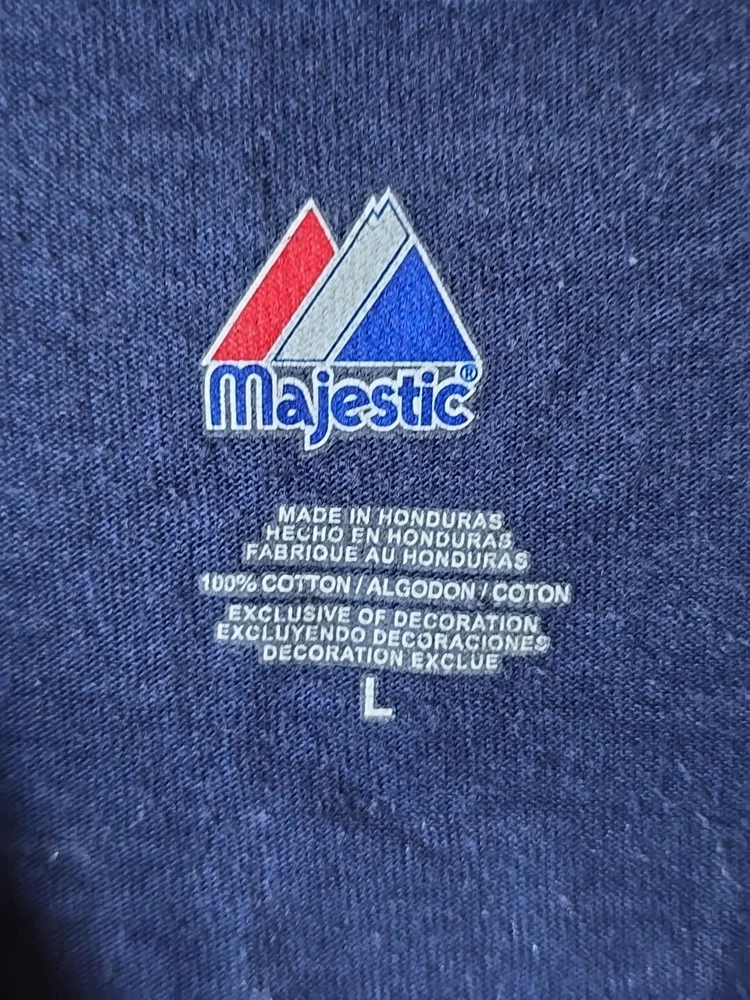 Majestic®
MADE IN HONDURAS
HECHO EN HONDURAS
FABRIQUE AU HONDURAS
100% COTTON / ALGODON / COTON
EXCLUSIVE OF DECORATION
EXCLUYENDO DECORACIONES
DECORATION EXCLUE
L